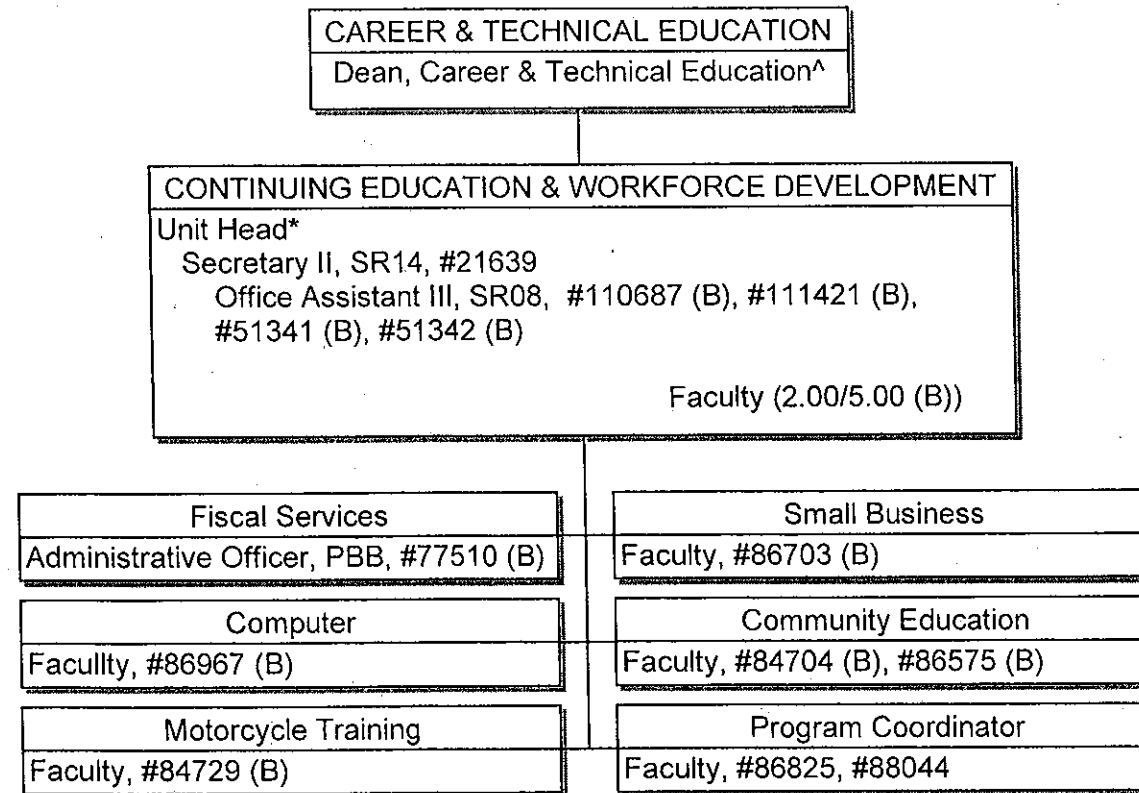 CAREER & TECHNICAL EDUCATION
Dean, Career & Technical Education^
CONTINUING EDUCATION & WORKFORCE DEVELOPMENT
Unit Head*
Secretary II, SR14, #21639
Office Assistant III, SR08, #110687 (B), #111421 (B),
#51341 (B), #51342 (B)
Faculty (2.00/5.00 (B))
Fiscal Services
Administrative Officer, PBB, #77510 (B)
Small Business
Faculty, #86703 (B)
Computer
Facullty, #86967 (B)
Community Education
Faculty, #84704 (B), #86575 (B)
Motorcycle Training
Faculty, #84729 (B)
Program Coordinator
Faculty, #86825, #88044